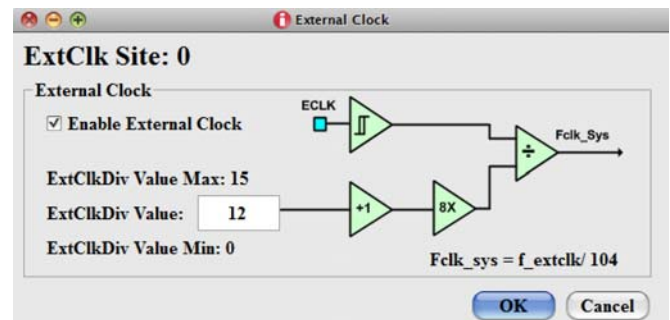 External Clock
ExtClk Site: 0
External Clock
Enable External Clock
ECLK
Fclk_Sys
÷
ExtClkDiv Value Max: 15
ExtClkDiv Value: 12
+1
8X
ExtClkDiv Value Min: 0
Fclk_sys = f_extclk/ 104
OK
Cancel